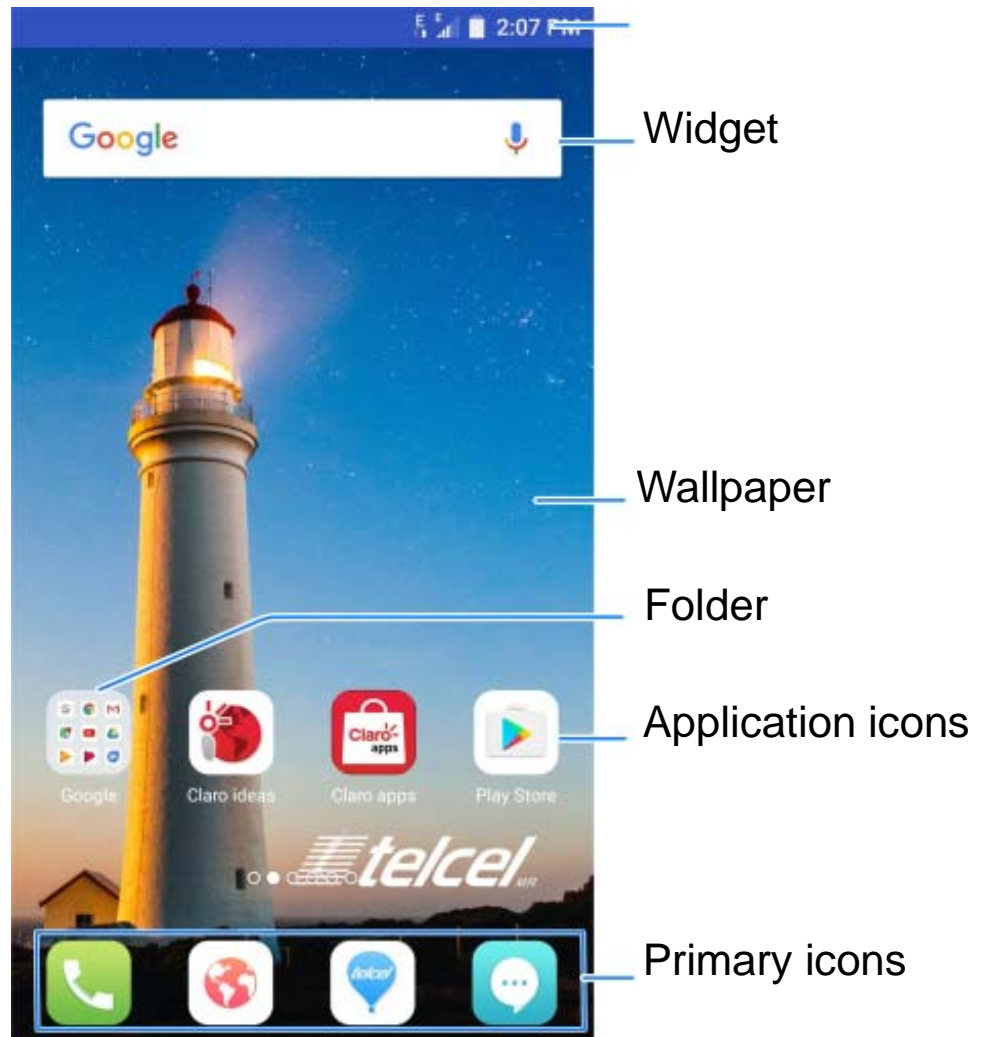 2:07 PM
Google
Widget
Wallpaper
Folder
Application icons
Claro-
apps
Google
Claro ideas
Claro apps
Play Store
telcel
MR
telcel
Primary icons